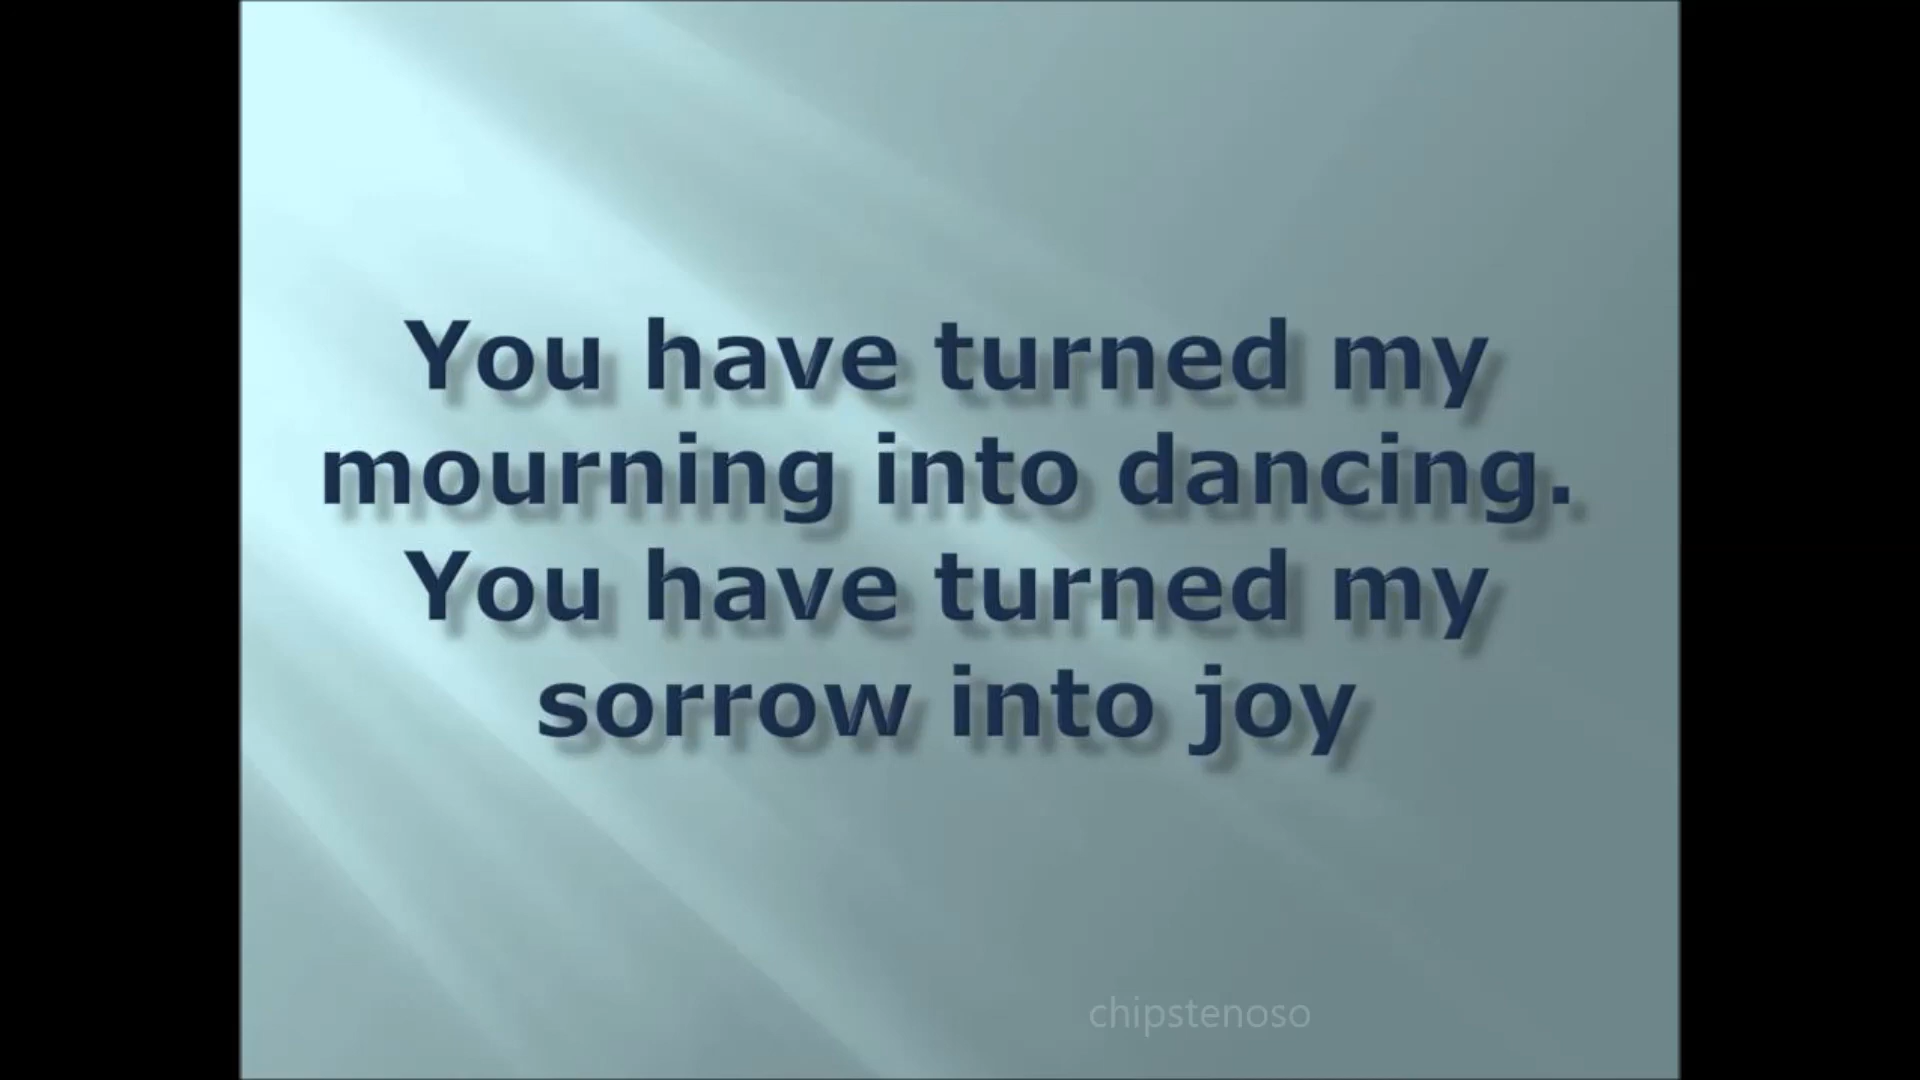 You have turned my
mourning into dancing.
You have turned my
sorrow into joy
chipstenoso